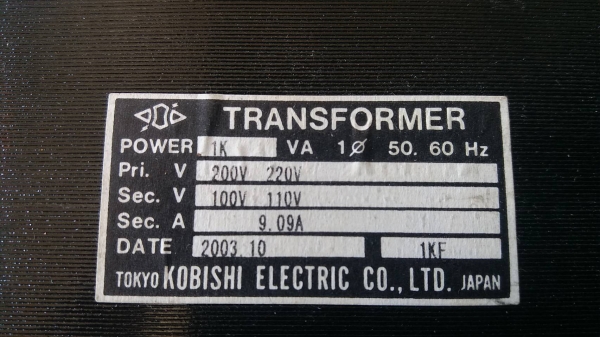 TRANSFORMER
POWER 1K VA 1ø 50. 60 Hz
Pri. V 200V 220V
Sec. V 100V 110V
Sec. A 9.09A
DATE 2003.10 1KF
TOKYO KOBISHI ELECTRIC CO., LTD. JAPAN